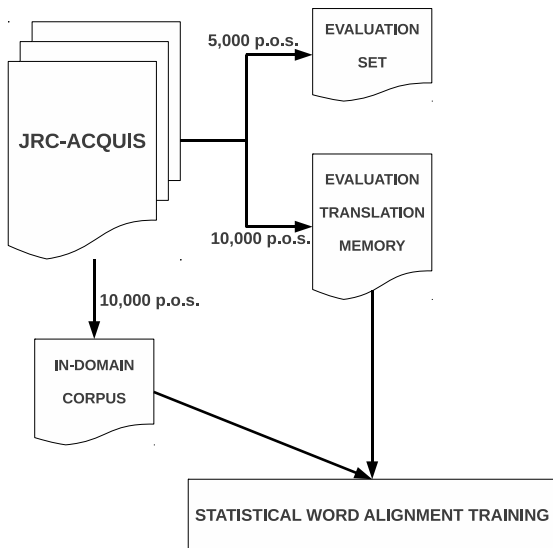 5,000 p.o.s.
EVALUATION
SET
JRC-ACQUIS
EVALUATION
TRANSLATION
MEMORY
10,000 p.o.s.
10,000 p.o.s.
IN-DOMAIN
CORPUS
STATISTICAL WORD ALIGNMENT TRAINING